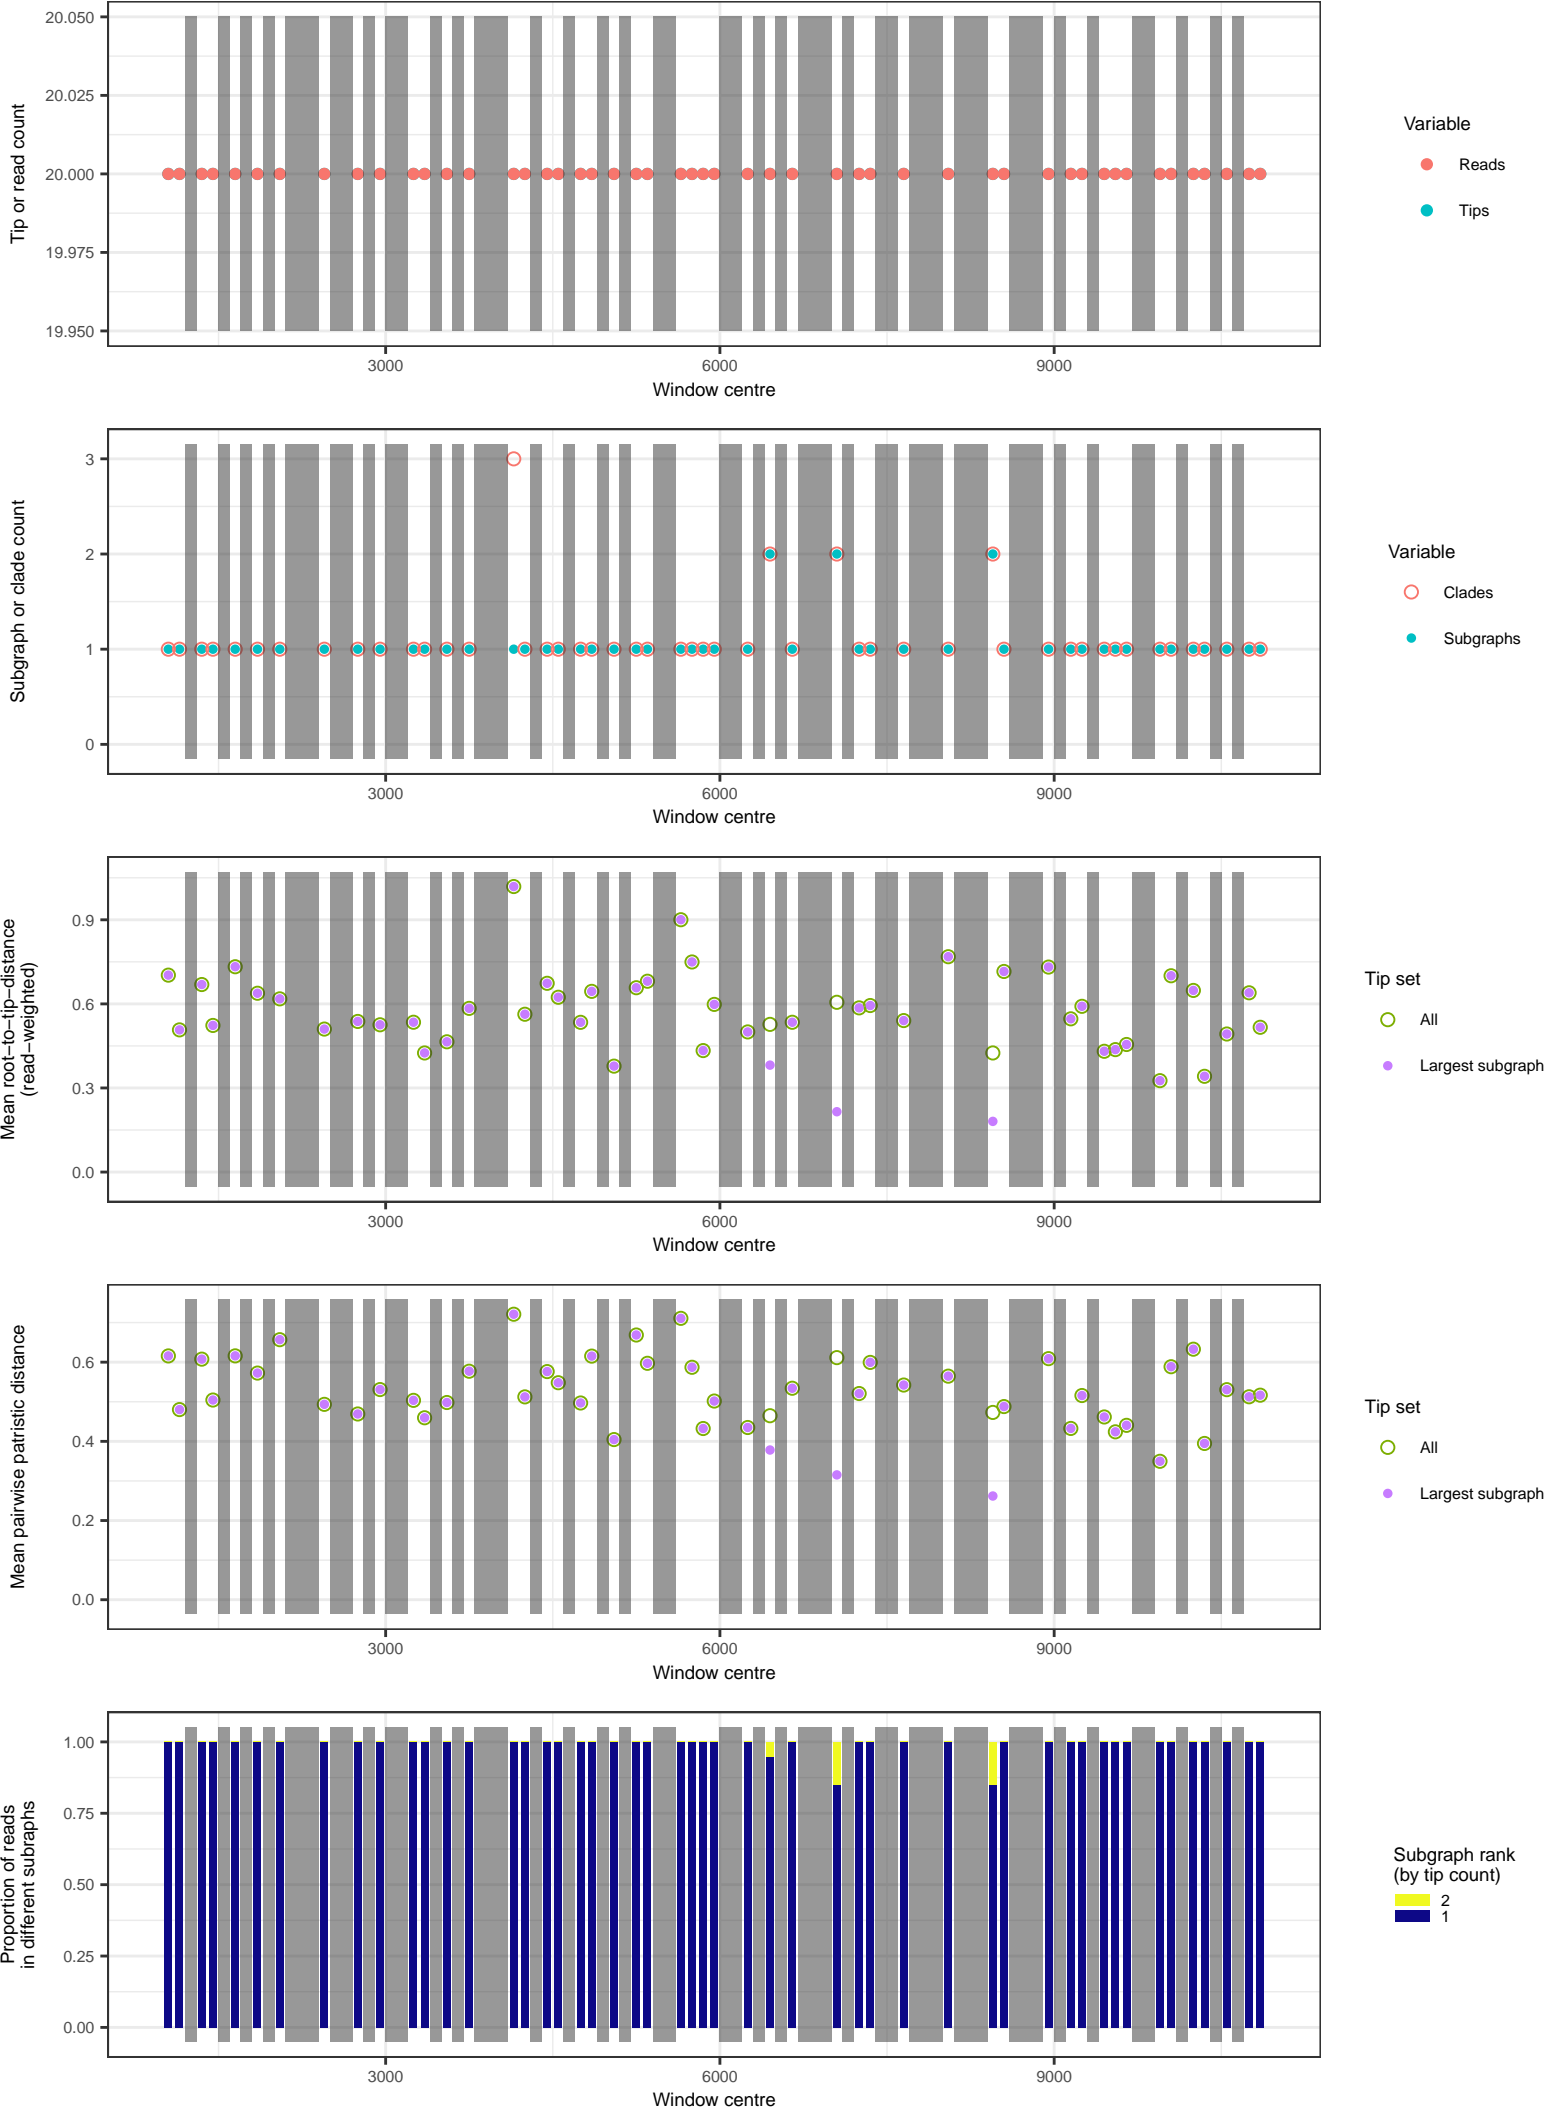 20.050
20.025
20.000
19.975
19.950
Tip or read count
3000
6000
9000
Window centre
Variable
Reads
Tips
3
2
1
0
Subgraph or clade count
3000
6000
9000
Window centre
Variable
Clades
Subgraphs
0.9
0.6
0.3
0.0
Mean root−to−tip−distance
(read−weighted)
3000
6000
9000
Window centre
Tip set
All
Largest subgraph
0.6
0.4
0.2
0.0
Mean pairwise patristic distance
3000
6000
9000
Window centre
Tip set
All
Largest subgraph
1.00
0.75
0.50
0.25
0.00
Proportion of reads
in different subraphs
3000
6000
9000
Window centre
Subgraph rank
(by tip count)
2
1